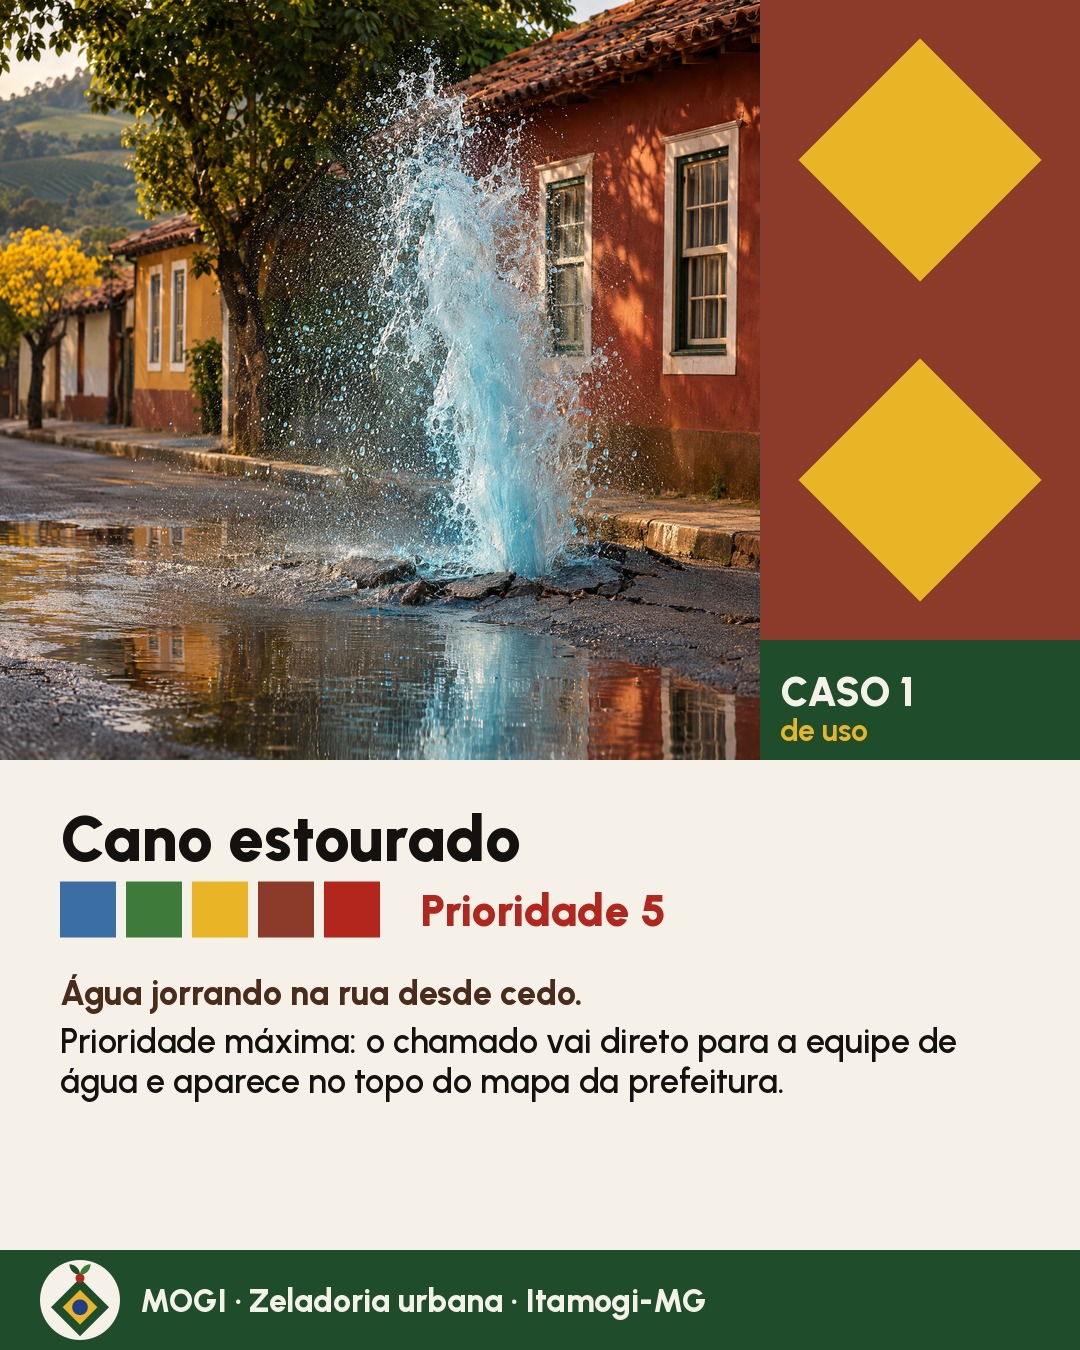 CASO 1
de uso
Cano estourado
Prioridade 5
Água jorrando na rua desde cedo.
Prioridade máxima: o chamado vai direto para a equipe de
água e aparece no topo do mapa da prefeitura.
MOGI · Zeladoria urbana · Itamogi-MG